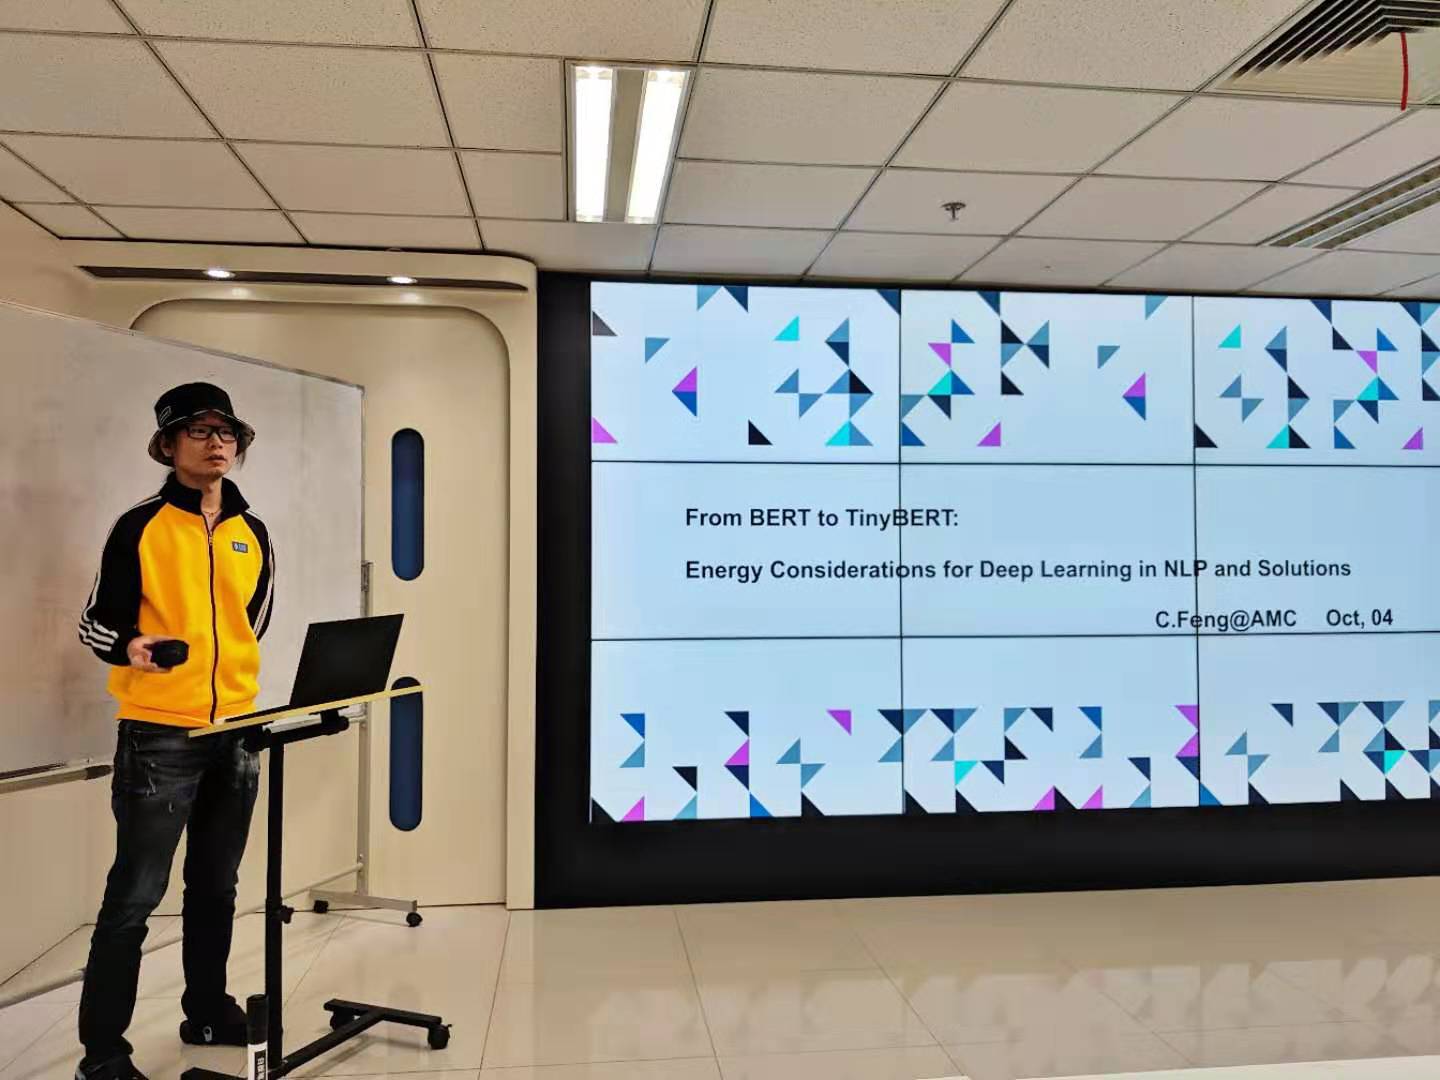 From BERT to TinyBERT:
Energy Considerations for Deep Learning in NLP and Solutions
C.Feng@AMC Oct, 04